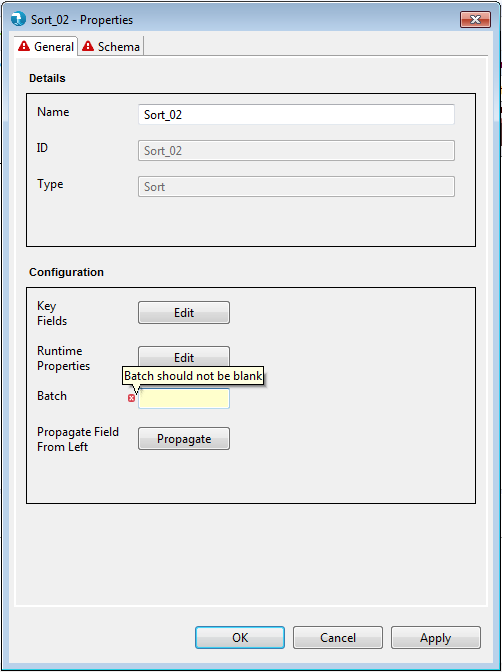 Sort_02 - Properties
General
Schema
Details
Name
Sort_02
ID
Sort_02
Type
Sort
Configuration
Key
Fields
Edit
Runtime
Properties
Edit
Batch should not be blank
Batch
Propagate Field
From Left
Propagate
OK
Cancel
Apply